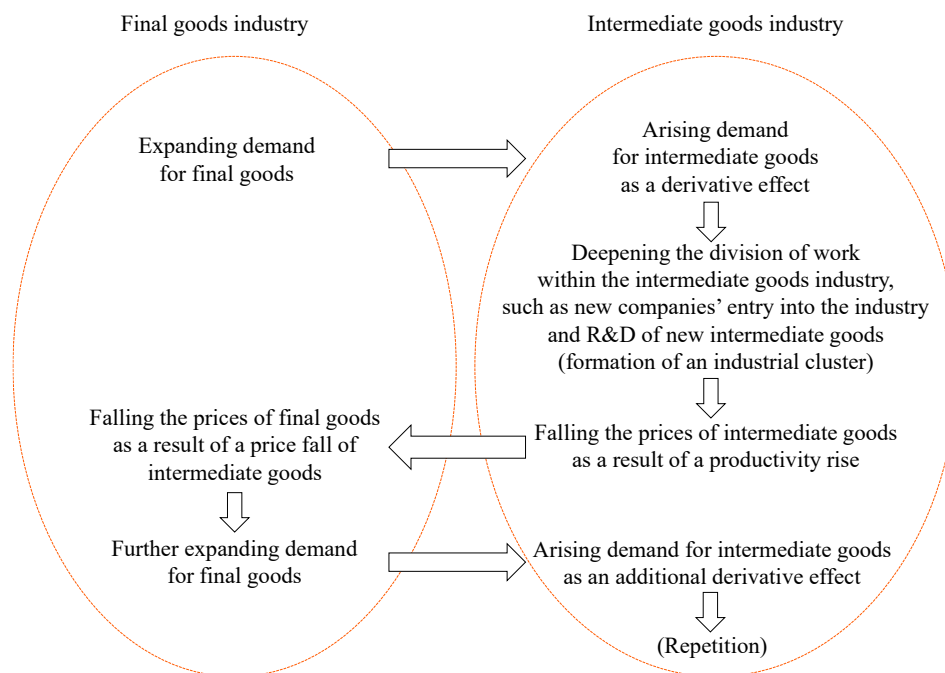 Final goods industry
Intermediate goods industry
Expanding demand
for final goods
Arising demand
for intermediate goods
as a derivative effect
Deepening the division of work
within the intermediate goods industry,
such as new companies’ entry into the industry
and R&D of new intermediate goods
(formation of an industrial cluster)
Falling the prices of intermediate goods
as a result of a productivity rise
Falling the prices of final goods
as a result of a price fall of
intermediate goods
Further expanding demand
for final goods
Arising demand for intermediate goods
as an additional derivative effect
(Repetition)